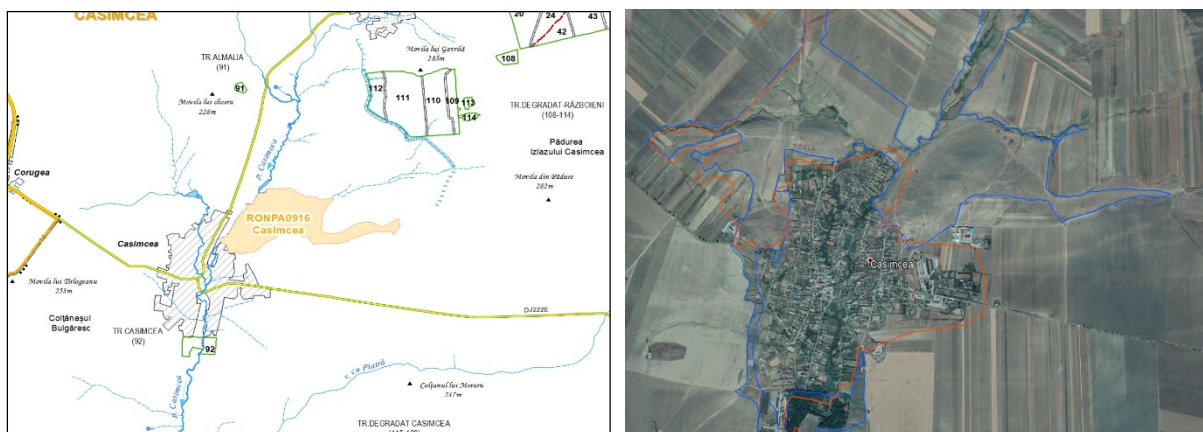 CASIMCEA
20
24
43
42
Movila lui Gavrilă
283m
108
TR.ALMALIA
(91)
91
112
111
110
109
113
114
Movila lui
228m
TR.DEGRADAT-RĂZBOIENI
(108-114)
Pădurea
Izlazului Casimcea
p. Casimcea
Corugea
Movila din Pădure
282m
RONPA0916
Casimcea
Casimcea
Movila lui Tîrlogeanu
253m
Colțănașul
Bulgăresc
TR.CASIMCEA
(92)
92
DJ222E
v. cu Piatră
Colțanul lui Moraru
217m
p. Casimcea
TR.DEGRADAT CASIMCEA
Casimcea